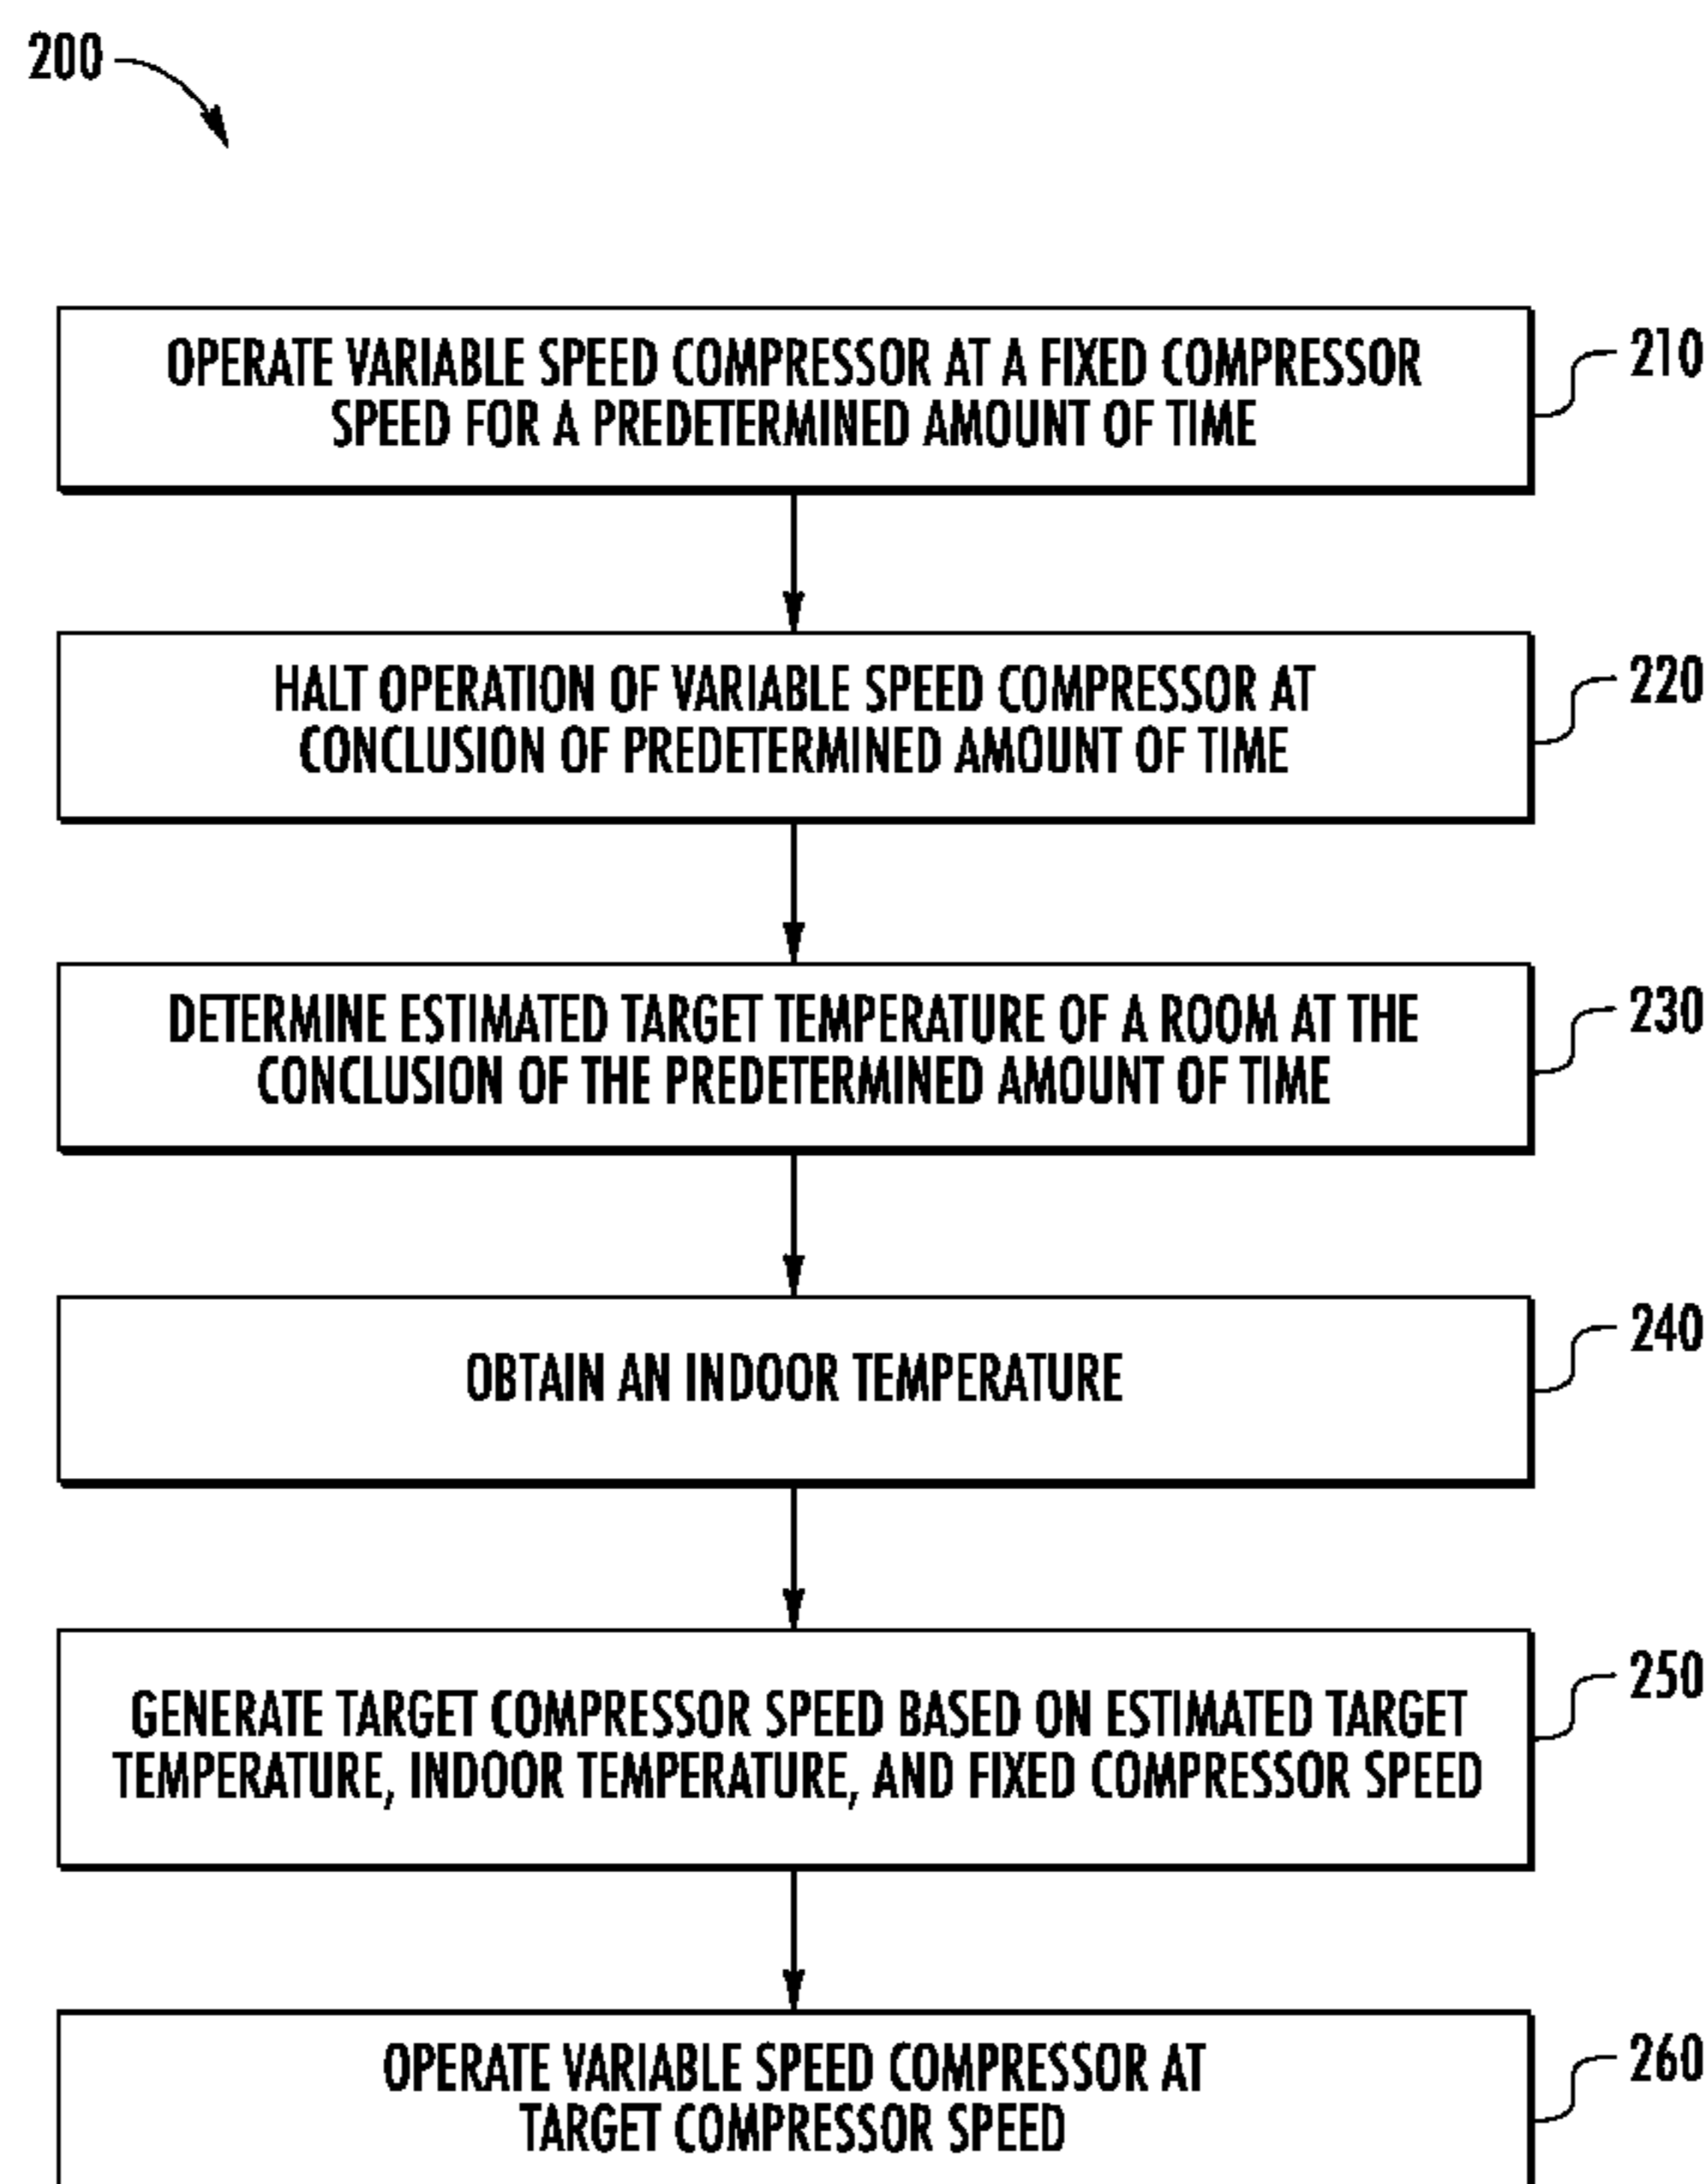 200
OPERATE VARIABLE SPEED COMPRESSOR AT A FIXED COMPRESSOR
SPEED FOR A PREDETERMINED AMOUNT OF TIME
210
HALT OPERATION OF VARIABLE SPEED COMPRESSOR AT
CONCLUSION OF PREDETERMINED AMOUNT OF TIME
220
DETERMINE ESTIMATED TARGET TEMPERATURE OF A ROOM AT THE
CONCLUSION OF THE PREDETERMINED AMOUNT OF TIME
230
OBTAIN AN INDOOR TEMPERATURE
240
GENERATE TARGET COMPRESSOR SPEED BASED ON ESTIMATED TARGET
TEMPERATURE, INDOOR TEMPERATURE, AND FIXED COMPRESSOR SPEED
250
OPERATE VARIABLE SPEED COMPRESSOR AT
TARGET COMPRESSOR SPEED
260